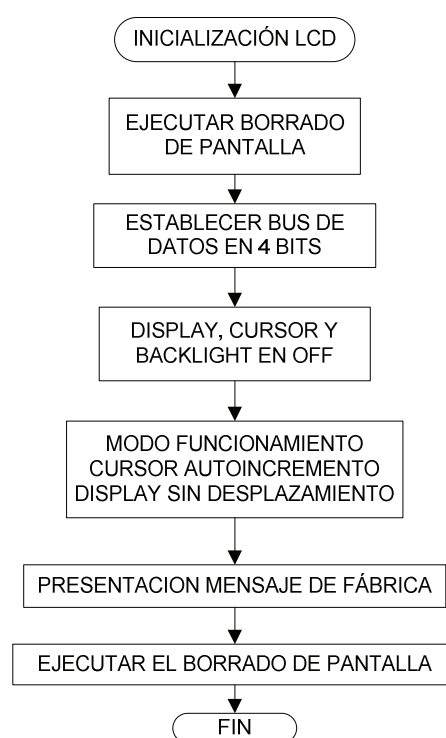 INICIALIZACIÓN LCD
EJECUTAR BORRADO
DE PANTALLA
ESTABLECER BUS DE
DATOS EN 4 BITS
DISPLAY, CURSOR Y
BACKLIGHT EN OFF
MODO FUNCIONAMIENTO
CURSOR AUTOINCREMENTO
DISPLAY SIN DESPLAZAMIENTO
PRESENTACION MENSAJE DE FÁBRICA
EJECUTAR EL BORRADO DE PANTALLA
FIN